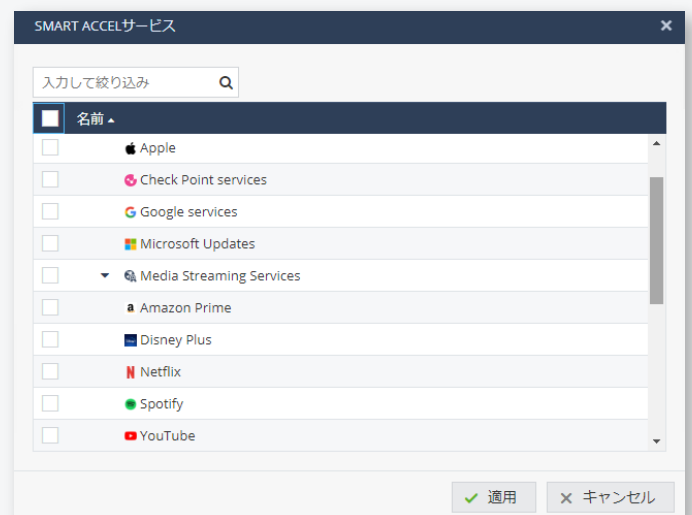 SMART ACCELサービス
入力して絞り込み
名前
Apple
Check Point services
Google services
Microsoft Updates
Media Streaming Services
Amazon Prime
Disney Plus
Netflix
Spotify
YouTube
適用 キャンセル